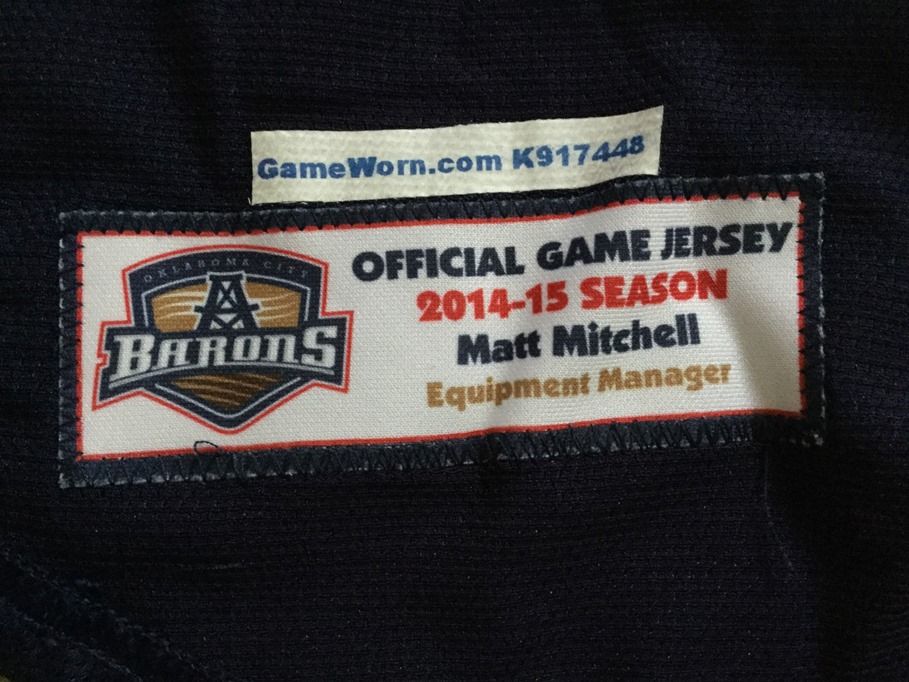 GameWorn.com K917448
OFFICIAL GAME JERSEY
2014-15 SEASON
Matt Mitchell
Equipment Manager
OKLAHOMA CITY
BARONS